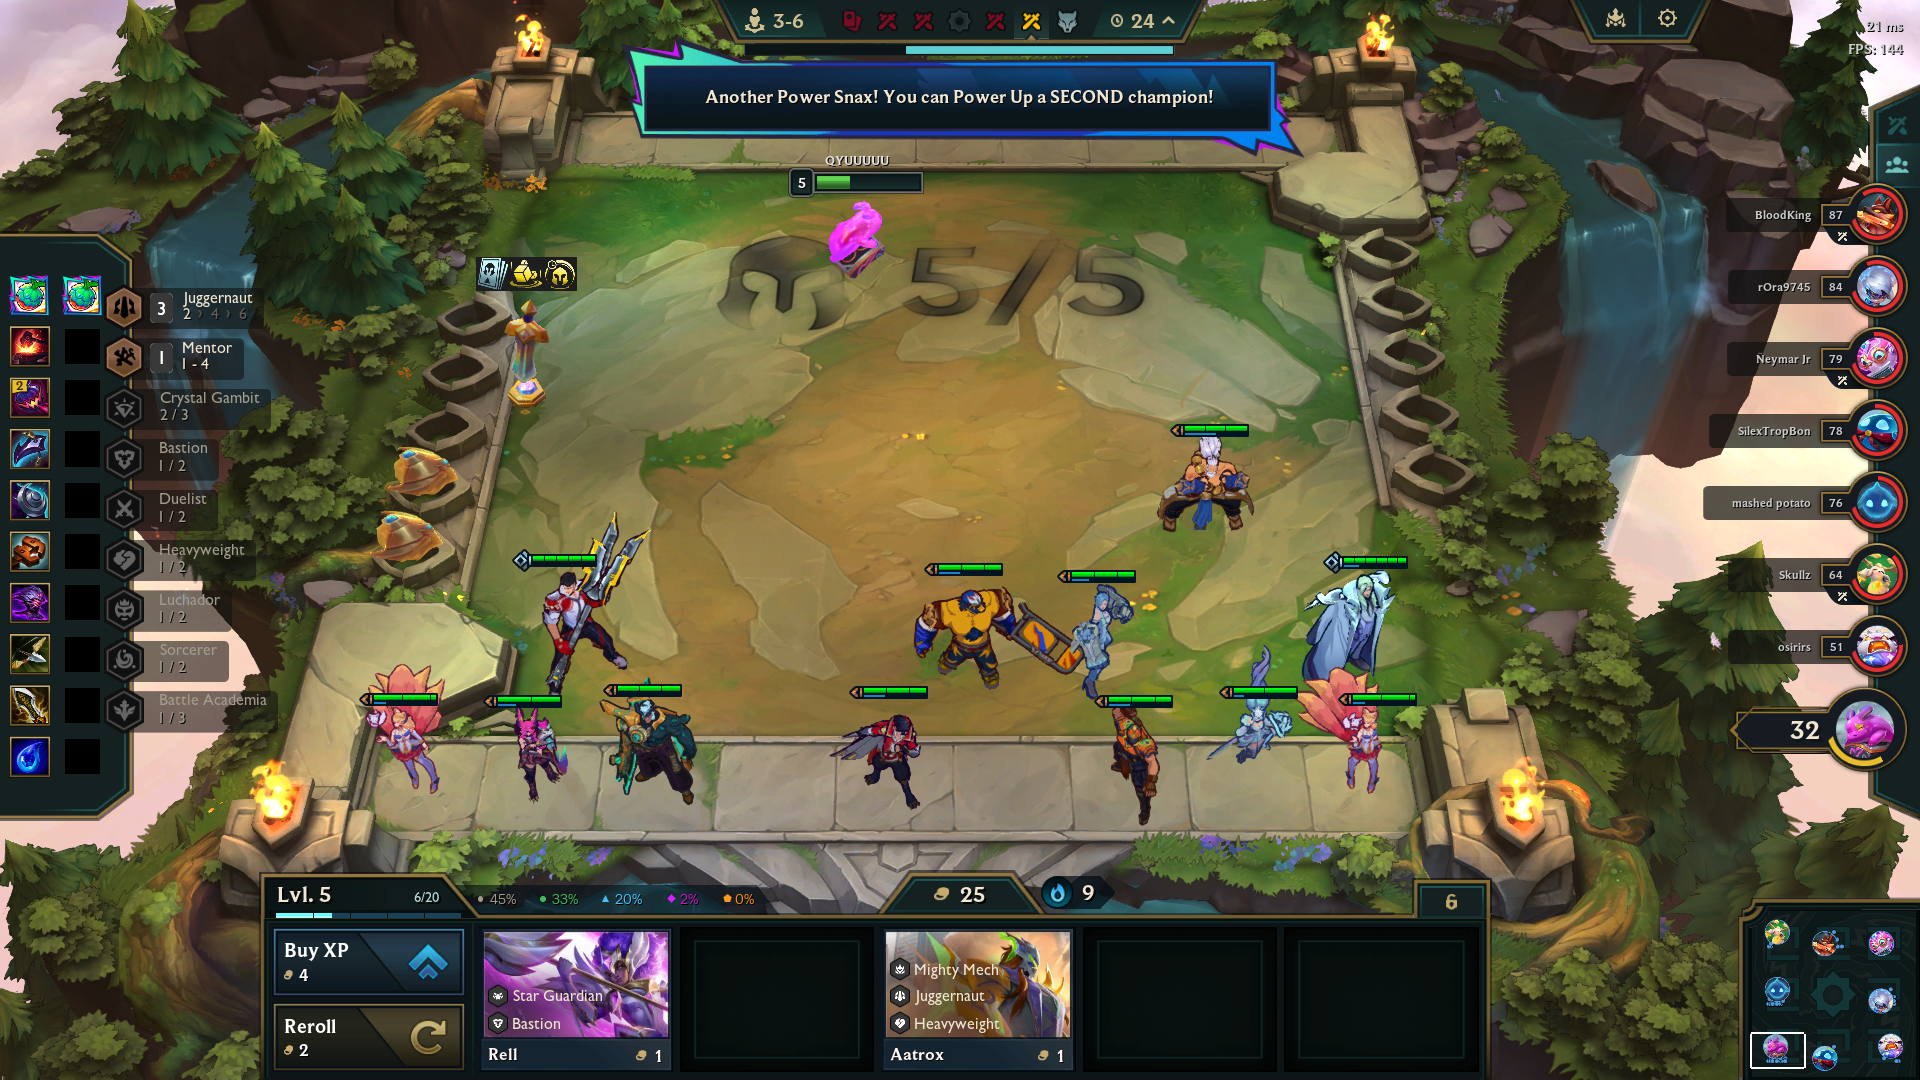 3-6
24
21 ms
FPS: 144
Another Power Snax! You can Power Up a SECOND champion!
QYUUUUU
5
5/5
BloodKing 87
rOra9745 84
Neymar Jr 79
SilexTropBon 78
mashed potato 76
Skullz 64
osirirs 51
32
3 Juggernaut
2 › 4 › 6
1 Mentor
1 - 4
Crystal Gambit
2 / 3
2
Bastion
1 / 2
Duelist
1 / 2
Heavyweight
1 / 2
Luchador
1 / 2
Sorcerer
1 / 2
Battle Academia
1 / 3
Lvl. 5 6/20
45% 33% 20% 2% 0%
25
9
6
Buy XP
4
Reroll
2
Star Guardian
Bastion
Rell 1
Mighty Mech
Juggernaut
Heavyweight
Aatrox 1